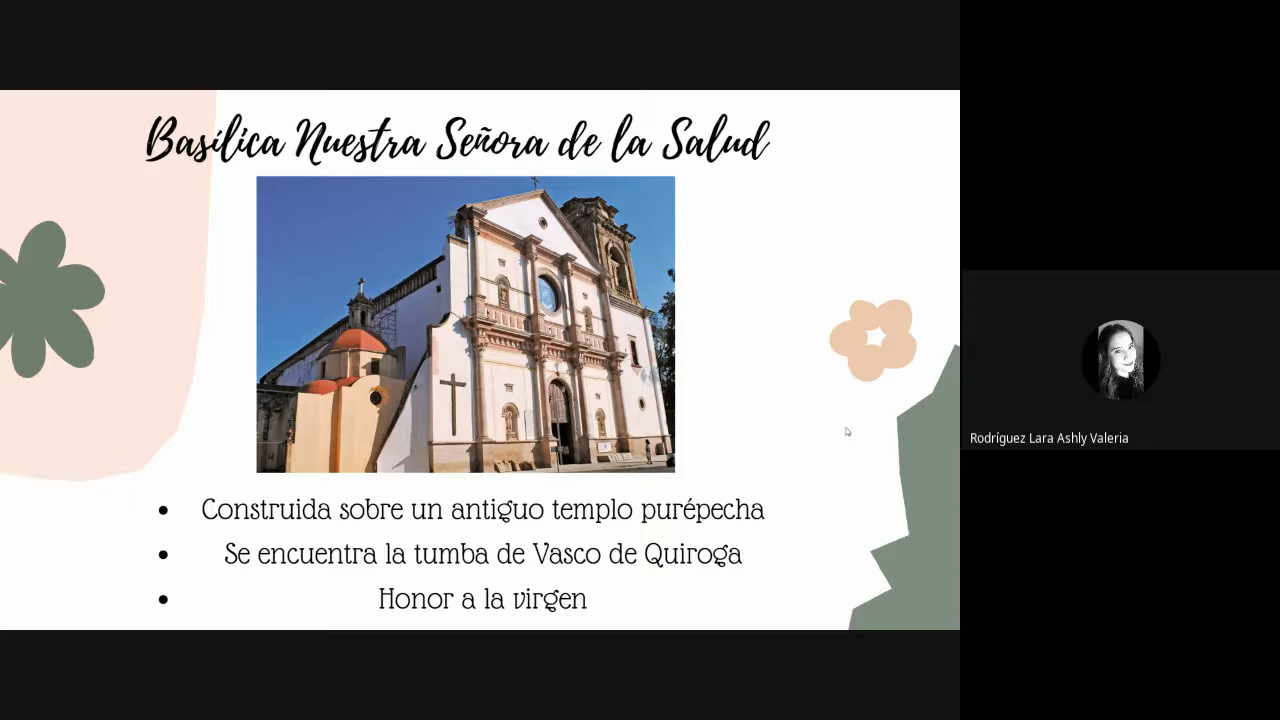 Basílica Nuestra Señora de la Salud
Construida sobre un antiguo templo purépecha
Se encuentra la tumba de Vasco de Quiroga
Honor a la virgen
Rodríguez Lara Ashly Valeria